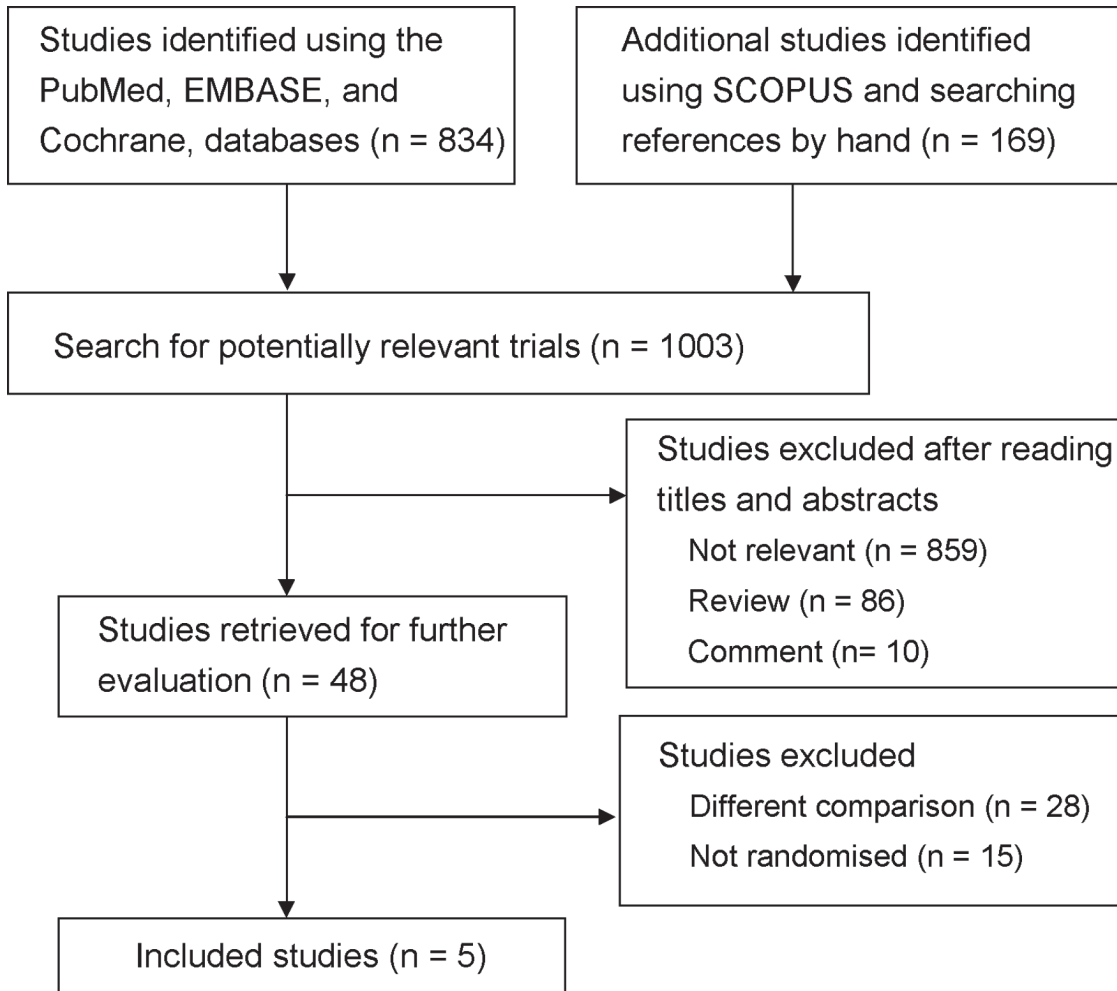 Studies identified using the
PubMed, EMBASE, and
Cochrane, databases (n = 834)
Additional studies identified
using SCOPUS and searching
references by hand (n = 169)
Search for potentially relevant trials (n = 1003)
Studies excluded after reading
titles and abstracts
Not relevant (n = 859)
Review (n = 86)
Comment (n= 10)
Studies retrieved for further
evaluation (n = 48)
Studies excluded
Different comparison (n = 28)
Not randomised (n = 15)
Included studies (n = 5)